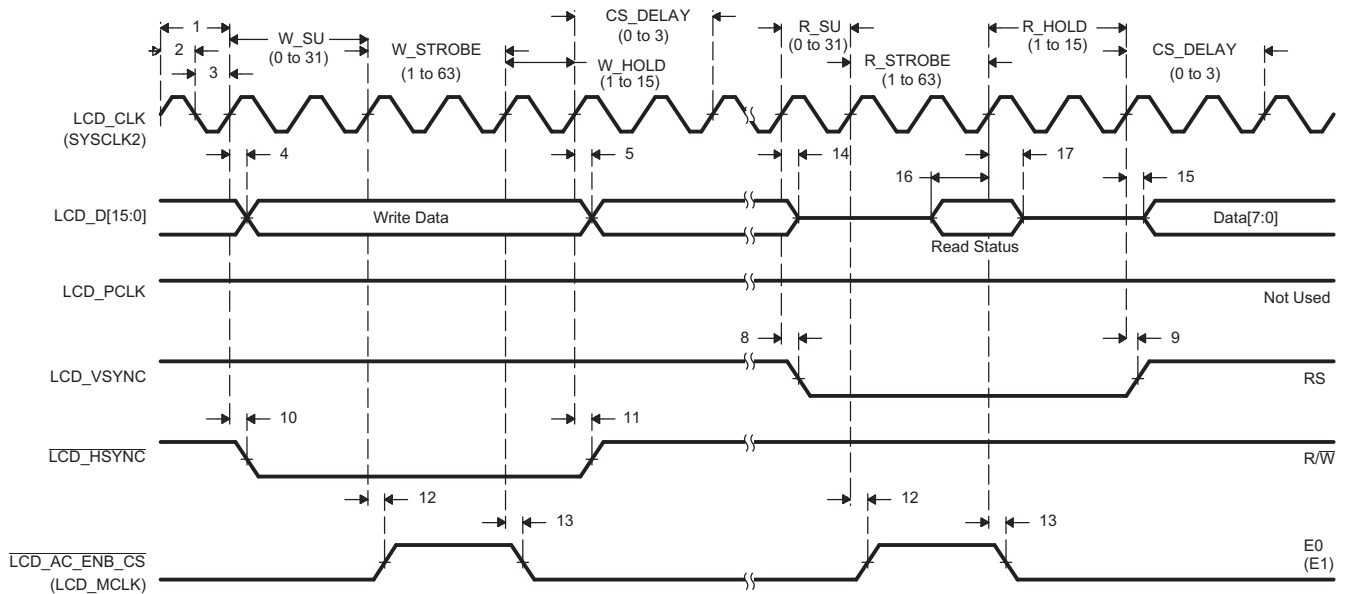 1
CS_DELAY
(0 to 3)
R_SU
(0 to 31)
R_HOLD
(1 to 15)
2
W_SU
(0 to 31)
W_STROBE
(1 to 63)
W_HOLD
(1 to 15)
R_STROBE
(1 to 63)
CS_DELAY
(0 to 3)
3
LCD_CLK
(SYSCLK2)
4
5
14
17
16
15
LCD_D[15:0]
Write Data
Data[7:0]
Read Status
LCD_PCLK
Not Used
8
9
LCD_VSYNC
RS
10
11
LCD_HSYNC
R/W
12
13
12
13
LCD_AC_ENB_CS
(LCD_MCLK)
E0
(E1)